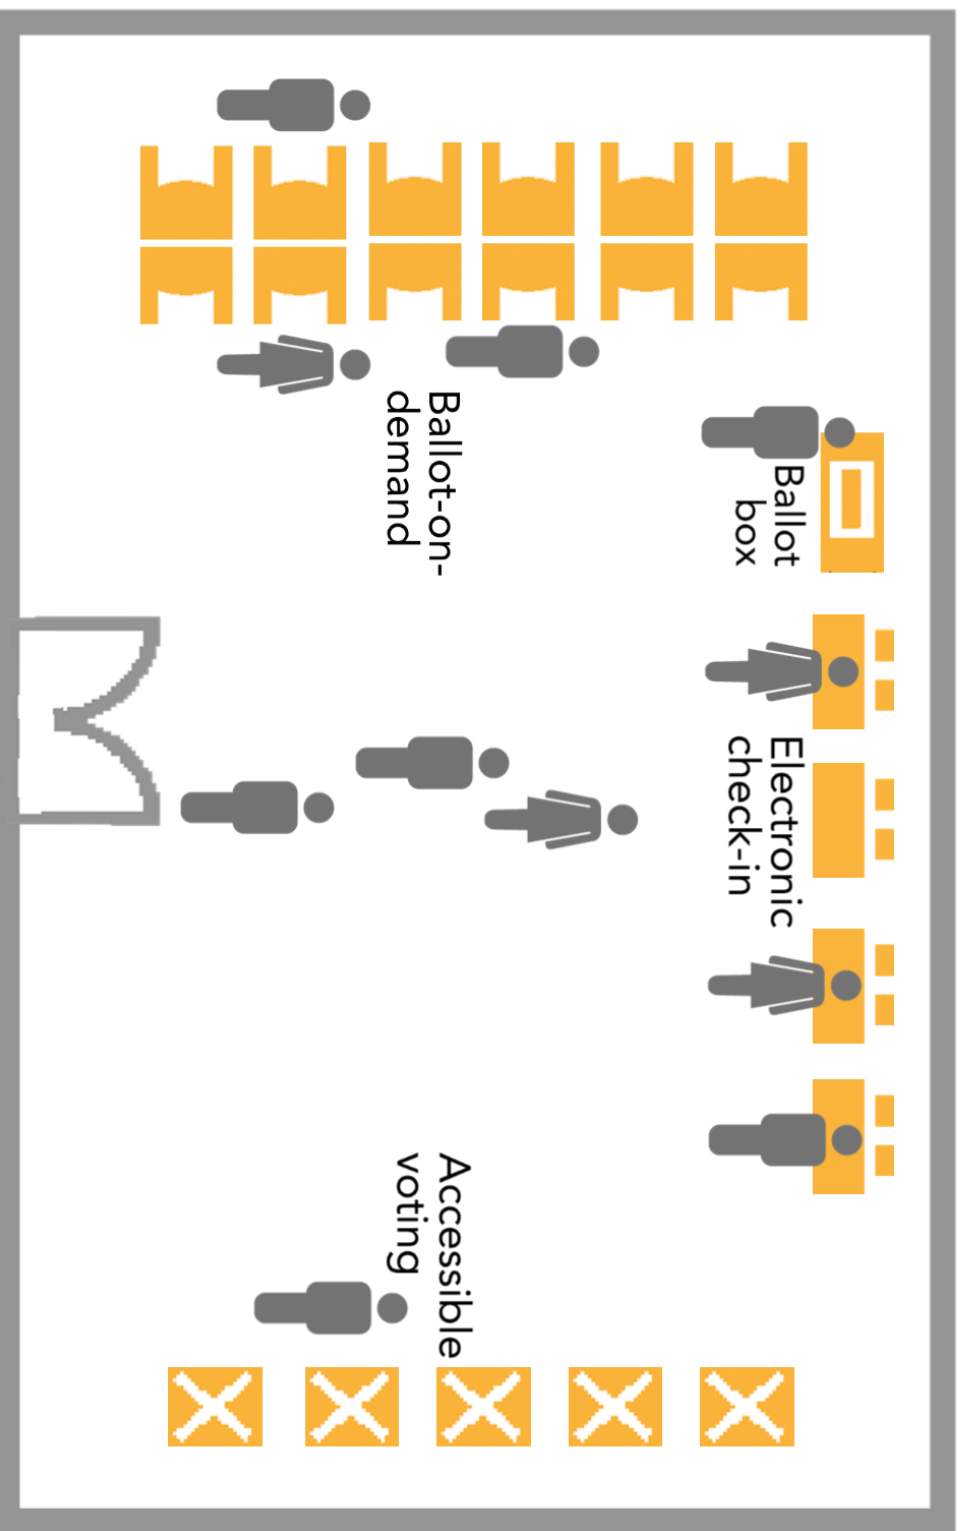 Ballot-on-
demand
Ballot
box
Electronic
check-in
Accessible
voting